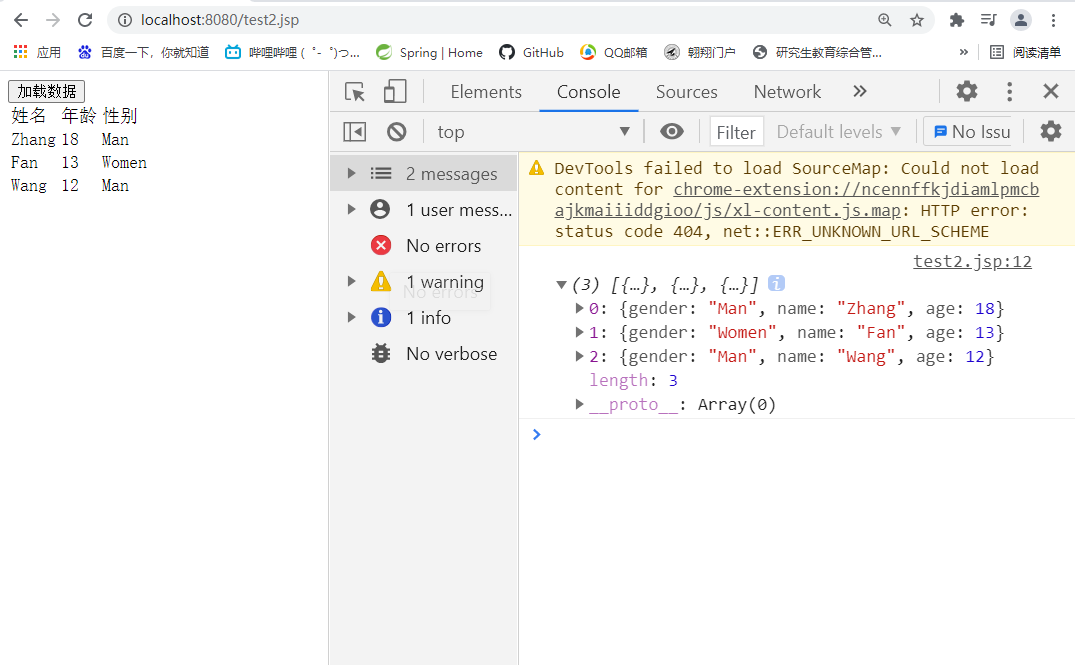 localhost:8080/test2.jsp
应用 百度一下，你就知道 哔哩哔哩 ( ゜- ゜)つ... Spring | Home GitHub QQ邮箱 翱翔门户 研究生教育综合管... » 阅读清单
加载数据
姓名 年龄 性别
Zhang 18 Man
Fan 13 Women
Wang 12 Man
Elements Console Sources Network »
top Filter Default levels No Issu
2 messages
1 user mess...
No errors
1 warning
No errors
1 info
No verbose
DevTools failed to load SourceMap: Could not load
content for chrome-extension://ncennffkjdiamlpmcb
ajkmaiiiddgioo/js/xl-content.js.map: HTTP error:
status code 404, net::ERR_UNKNOWN_URL_SCHEME
test2.jsp:12
(3) [{…}, {…}, {…}]
0: {gender: "Man", name: "Zhang", age: 18}
1: {gender: "Women", name: "Fan", age: 13}
2: {gender: "Man", name: "Wang", age: 12}
length: 3
__proto__: Array(0)